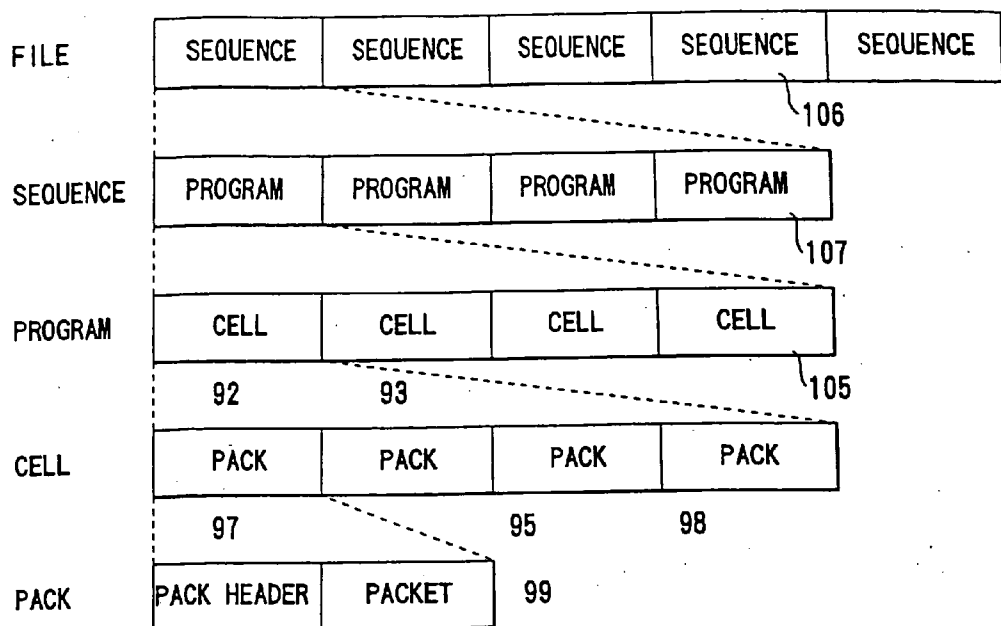 FILE SEQUENCE SEQUENCE SEQUENCE SEQUENCE SEQUENCE
106
SEQUENCE PROGRAM PROGRAM PROGRAM PROGRAM
107
PROGRAM CELL CELL CELL CELL
92 93 105
CELL PACK PACK PACK PACK
97 95 98
PACK PACK HEADER PACKET 99